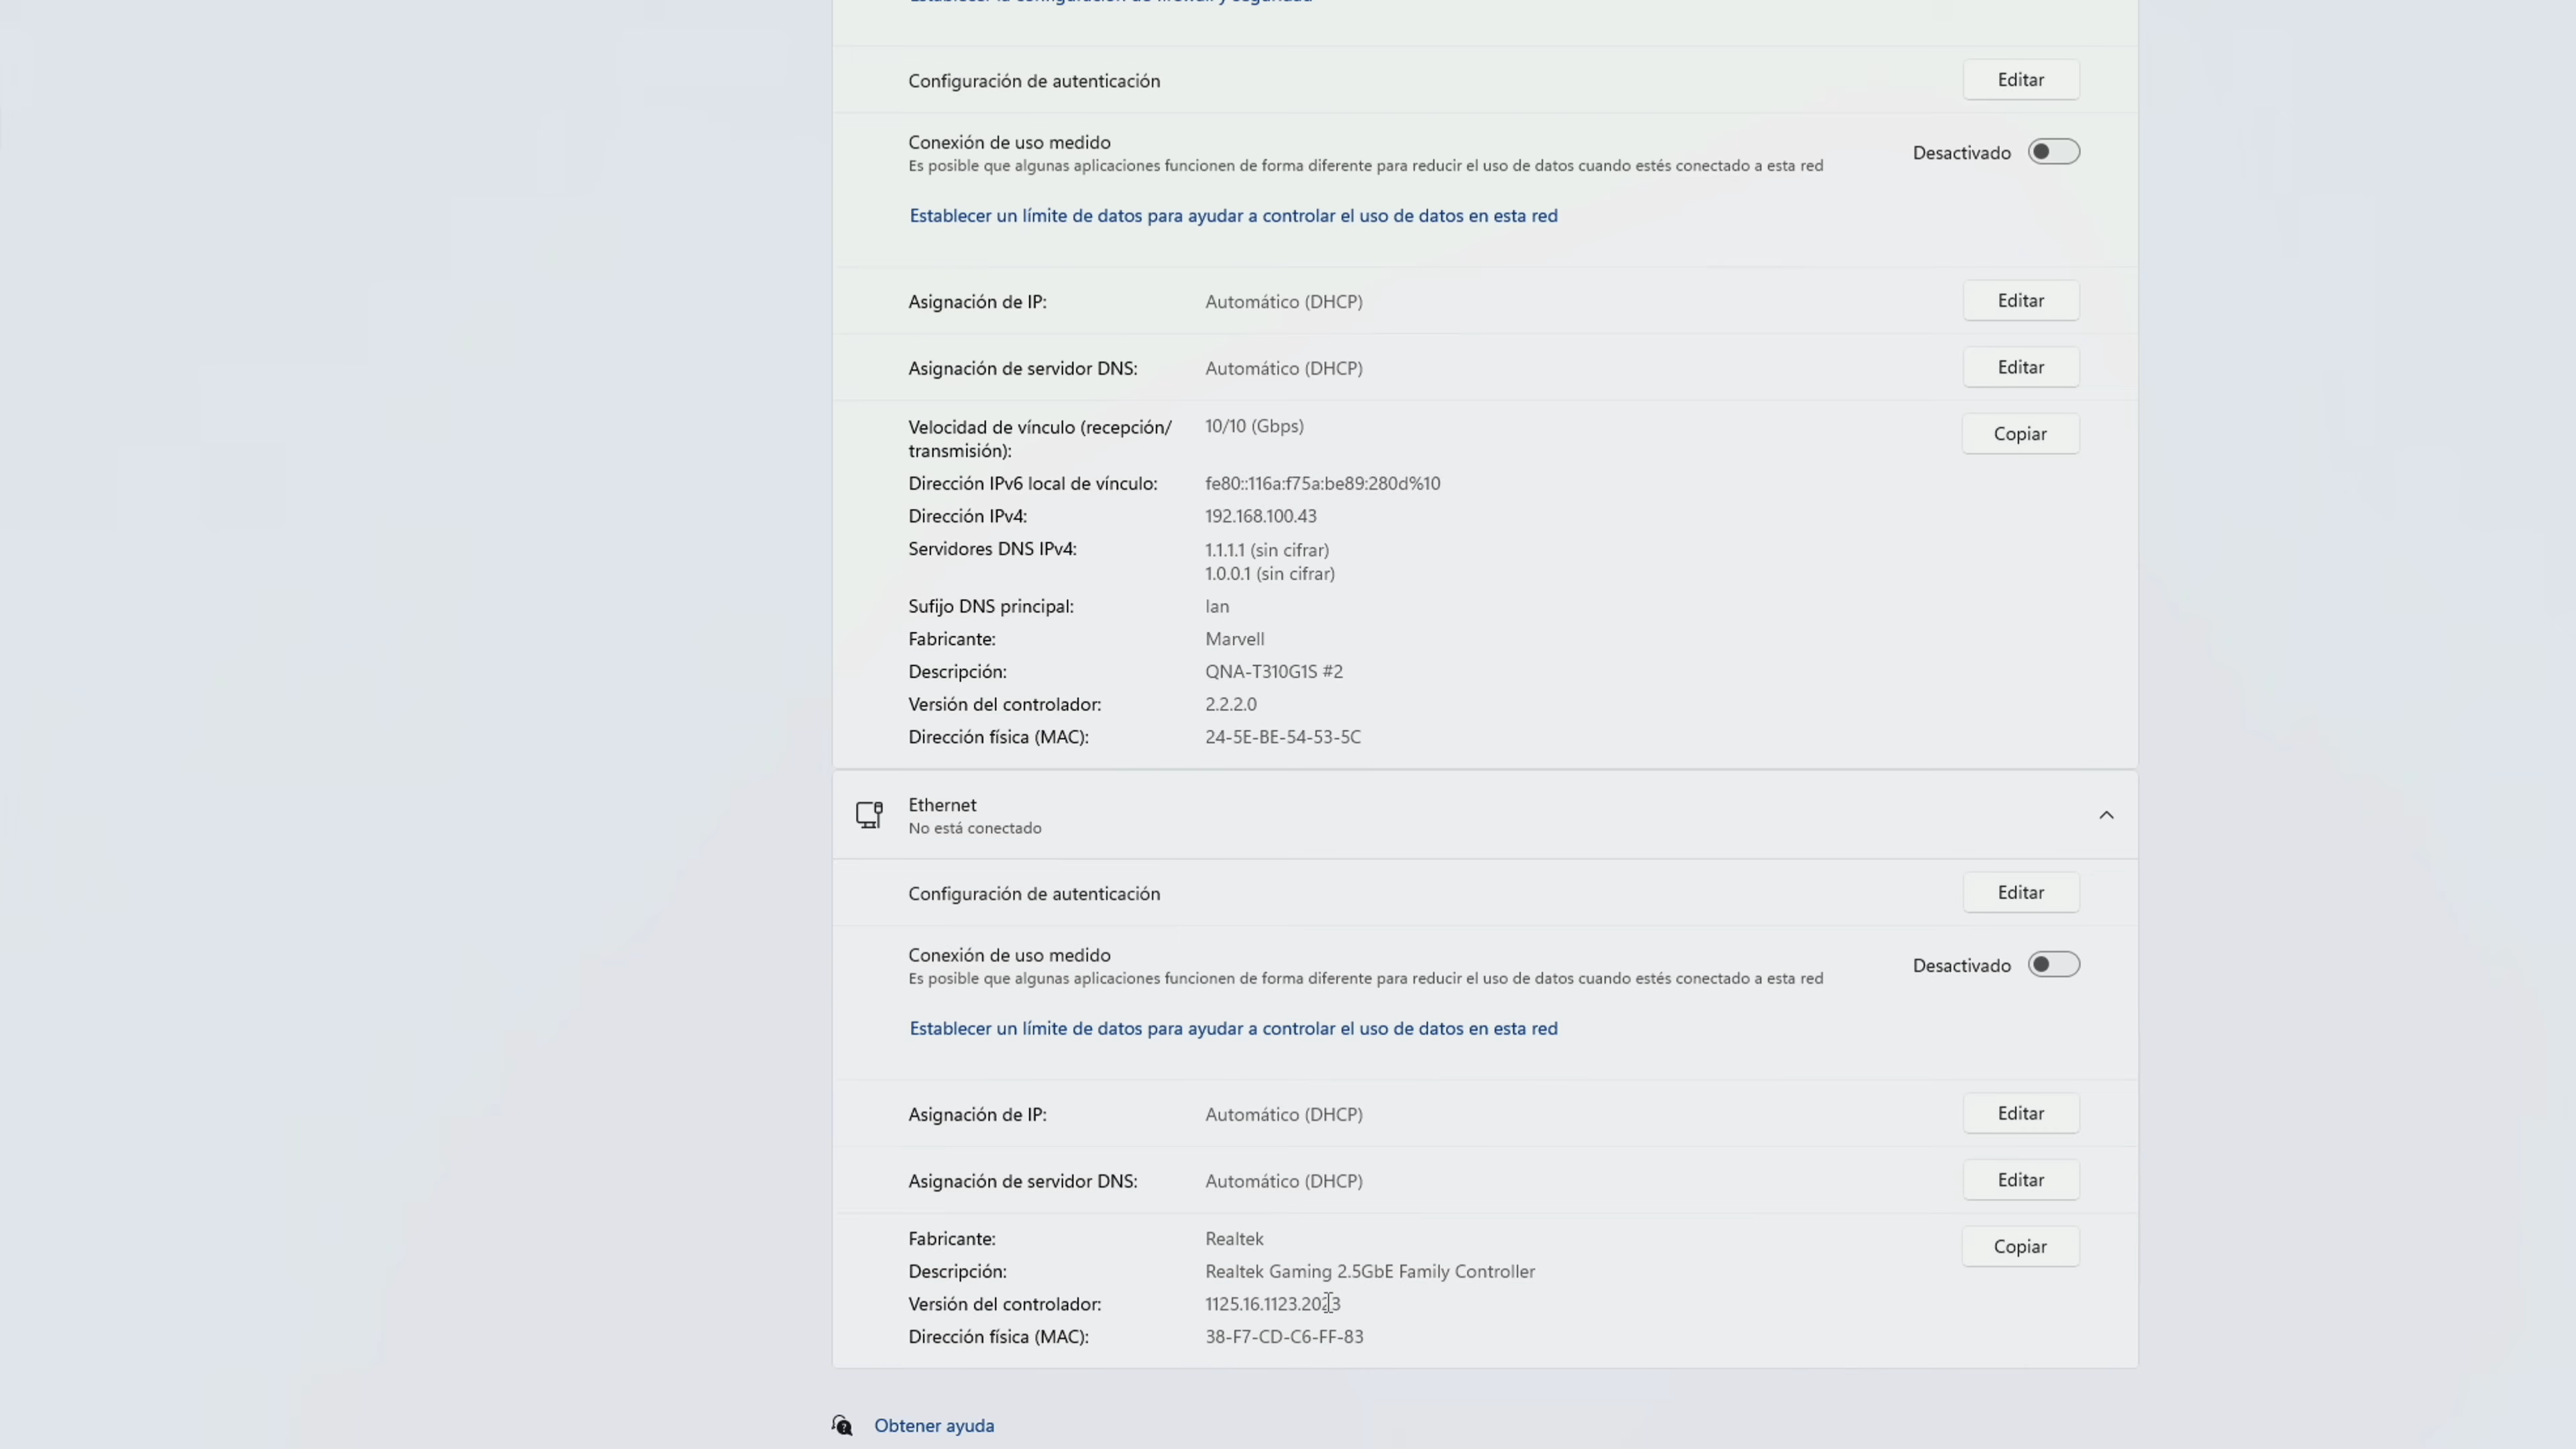 Establecer la configuración de firewall y seguridad
Configuración de autenticación
Editar
Conexión de uso medido
Es posible que algunas aplicaciones funcionen de forma diferente para reducir el uso de datos cuando estés conectado a esta red
Desactivado
Establecer un límite de datos para ayudar a controlar el uso de datos en esta red
Asignación de IP: Automático (DHCP)
Editar
Asignación de servidor DNS: Automático (DHCP)
Editar
Velocidad de vínculo (recepción/
transmisión): 10/10 (Gbps)
Copiar
Dirección IPv6 local de vínculo: fe80::116a:f75a:be89:280d%10
Dirección IPv4: 192.168.100.43
Servidores DNS IPv4: 1.1.1.1 (sin cifrar)
1.0.0.1 (sin cifrar)
Sufijo DNS principal: lan
Fabricante: Marvell
Descripción: QNA-T310G1S #2
Versión del controlador: 2.2.2.0
Dirección física (MAC): 24-5E-BE-54-53-5C
Ethernet
No está conectado
Configuración de autenticación
Editar
Conexión de uso medido
Es posible que algunas aplicaciones funcionen de forma diferente para reducir el uso de datos cuando estés conectado a esta red
Desactivado
Establecer un límite de datos para ayudar a controlar el uso de datos en esta red
Asignación de IP: Automático (DHCP)
Editar
Asignación de servidor DNS: Automático (DHCP)
Editar
Fabricante: Realtek
Copiar
Descripción: Realtek Gaming 2.5GbE Family Controller
Versión del controlador: 1125.16.1123.2023
Dirección física (MAC): 38-F7-CD-C6-FF-83
Obtener ayuda